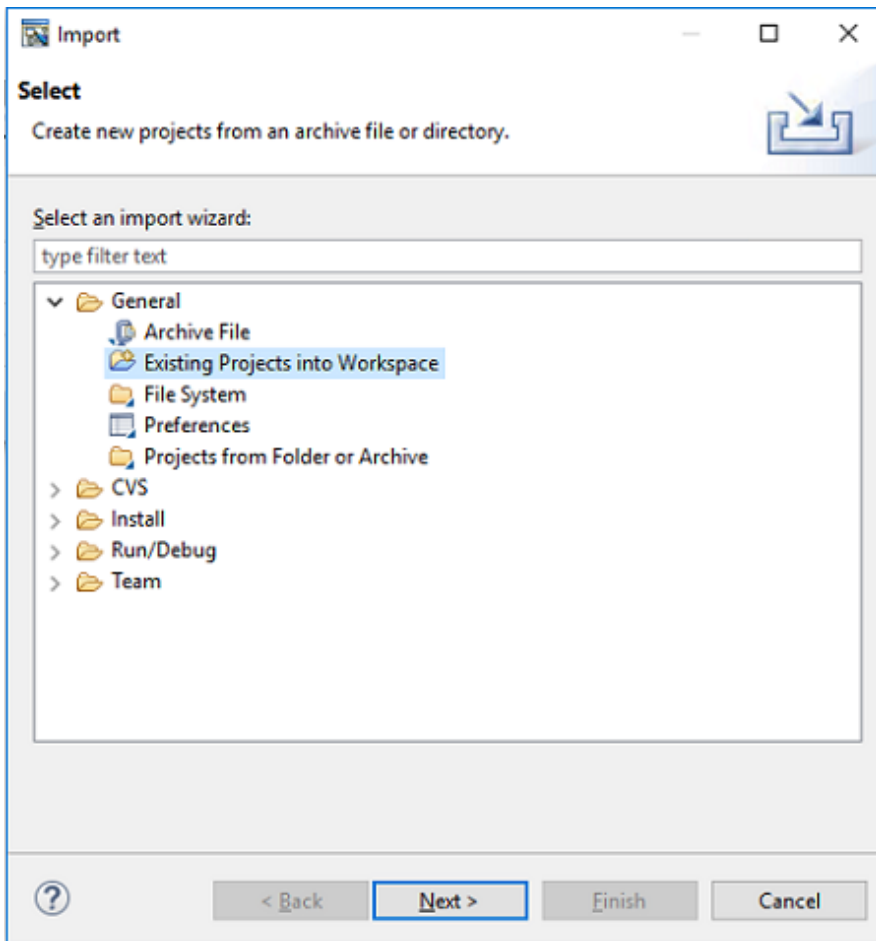 Import
Select
Create new projects from an archive file or directory.
Select an import wizard:
type filter text
General
Archive File
Existing Projects into Workspace
File System
Preferences
Projects from Folder or Archive
CVS
Install
Run/Debug
Team
? < Back Next > Finish Cancel